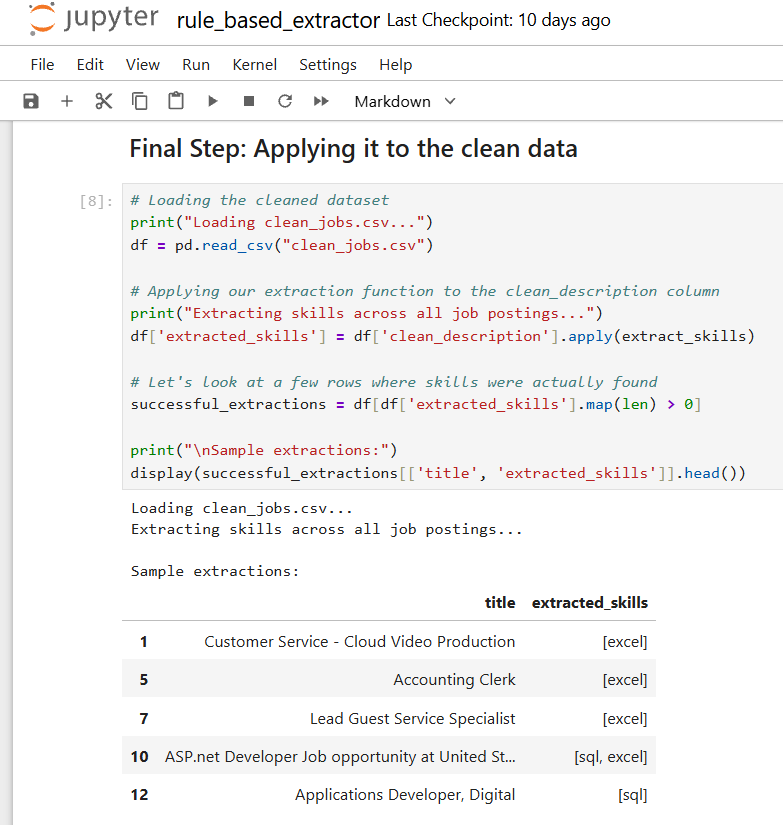 jupyter rule_based_extractor Last Checkpoint: 10 days ago
File Edit View Run Kernel Settings Help
Markdown
Final Step: Applying it to the clean data
[8]:
# Loading the cleaned dataset
print("Loading clean_jobs.csv...")
df = pd.read_csv("clean_jobs.csv")
# Applying our extraction function to the clean_description column
print("Extracting skills across all job postings...")
df['extracted_skills'] = df['clean_description'].apply(extract_skills)
# Let's look at a few rows where skills were actually found
successful_extractions = df[df['extracted_skills'].map(len) > 0]
print("\nSample extractions:")
display(successful_extractions[['title', 'extracted_skills']].head())
Loading clean_jobs.csv...
Extracting skills across all job postings...
Sample extractions:
title extracted_skills
1 Customer Service - Cloud Video Production [excel]
5 Accounting Clerk [excel]
7 Lead Guest Service Specialist [excel]
10 ASP.net Developer Job opportunity at United St... [sql, excel]
12 Applications Developer, Digital [sql]